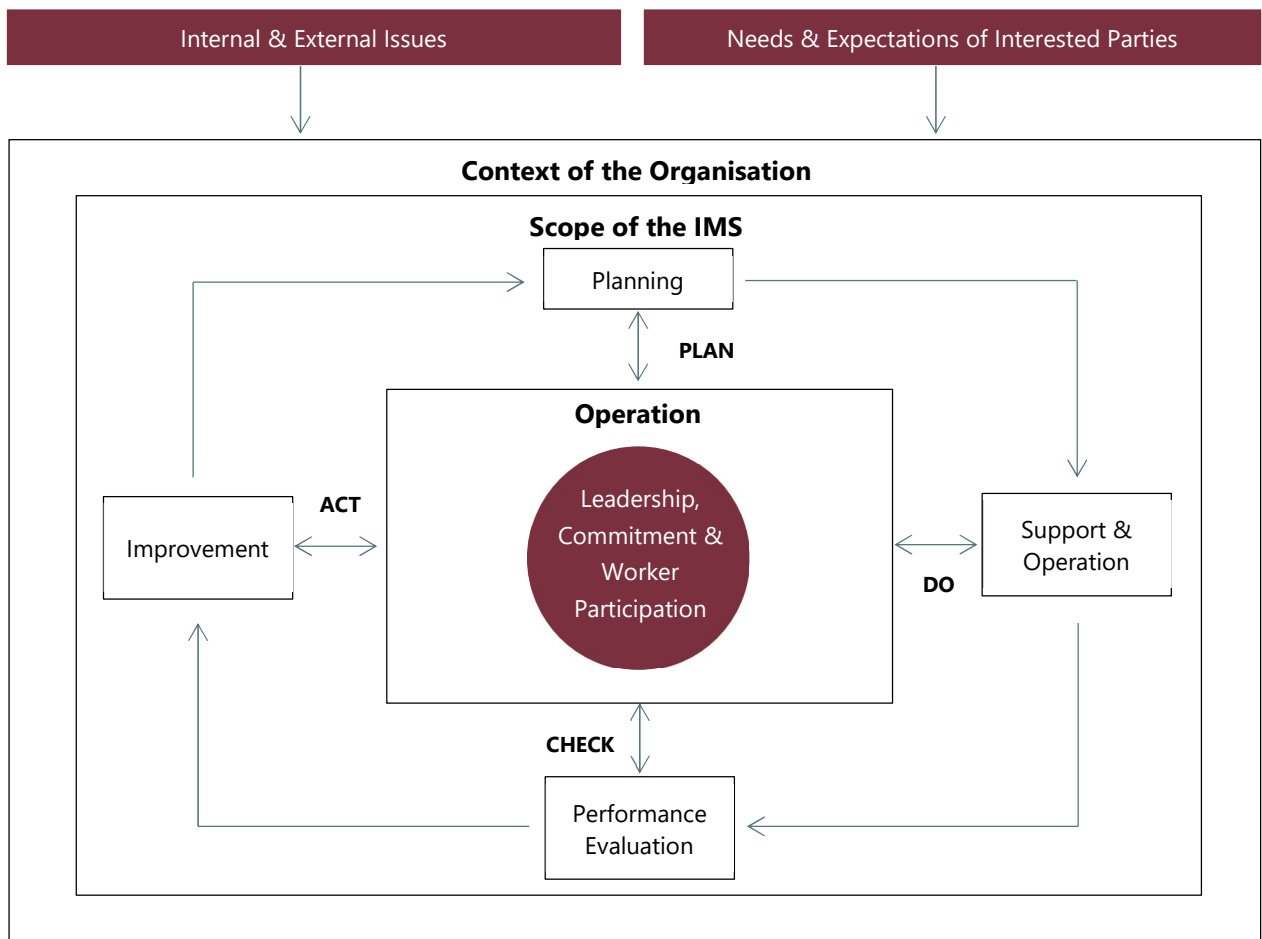 Internal & External Issues
Needs & Expectations of Interested Parties
Context of the Organisation
Scope of the IMS
Planning
PLAN
Operation
Leadership,
Commitment &
Worker
Participation
ACT
Improvement
Support &
Operation
DO
CHECK
Performance
Evaluation